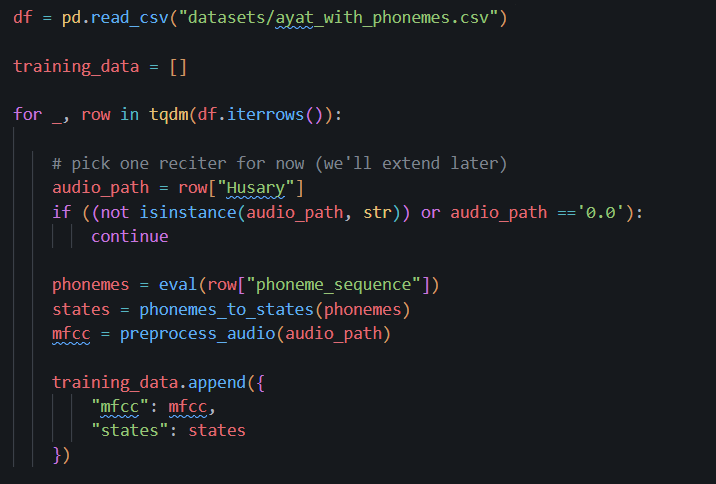 df = pd.read_csv("datasets/ayat_with_phonemes.csv")
training_data = []
for _, row in tqdm(df.iterrows()):
# pick one reciter for now (we'll extend later)
audio_path = row["Husary"]
if ((not isinstance(audio_path, str)) or audio_path =='0.0'):
continue
phonemes = eval(row["phoneme_sequence"])
states = phonemes_to_states(phonemes)
mfcc = preprocess_audio(audio_path)
training_data.append({
"mfcc": mfcc,
"states": states
})